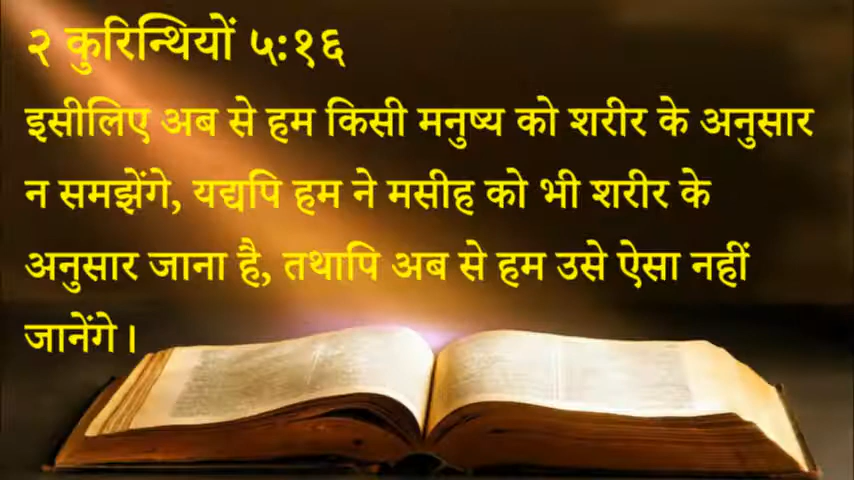 २ कुरिन्थियों ५:१६
इसीलिए अब से हम किसी मनुष्य को शरीर के अनुसार
न समझेंगे, यद्यपि हम ने मसीह को भी शरीर के
अनुसार जाना है, तथापि अब से हम उसे ऐसा नहीं
जानेंगे।